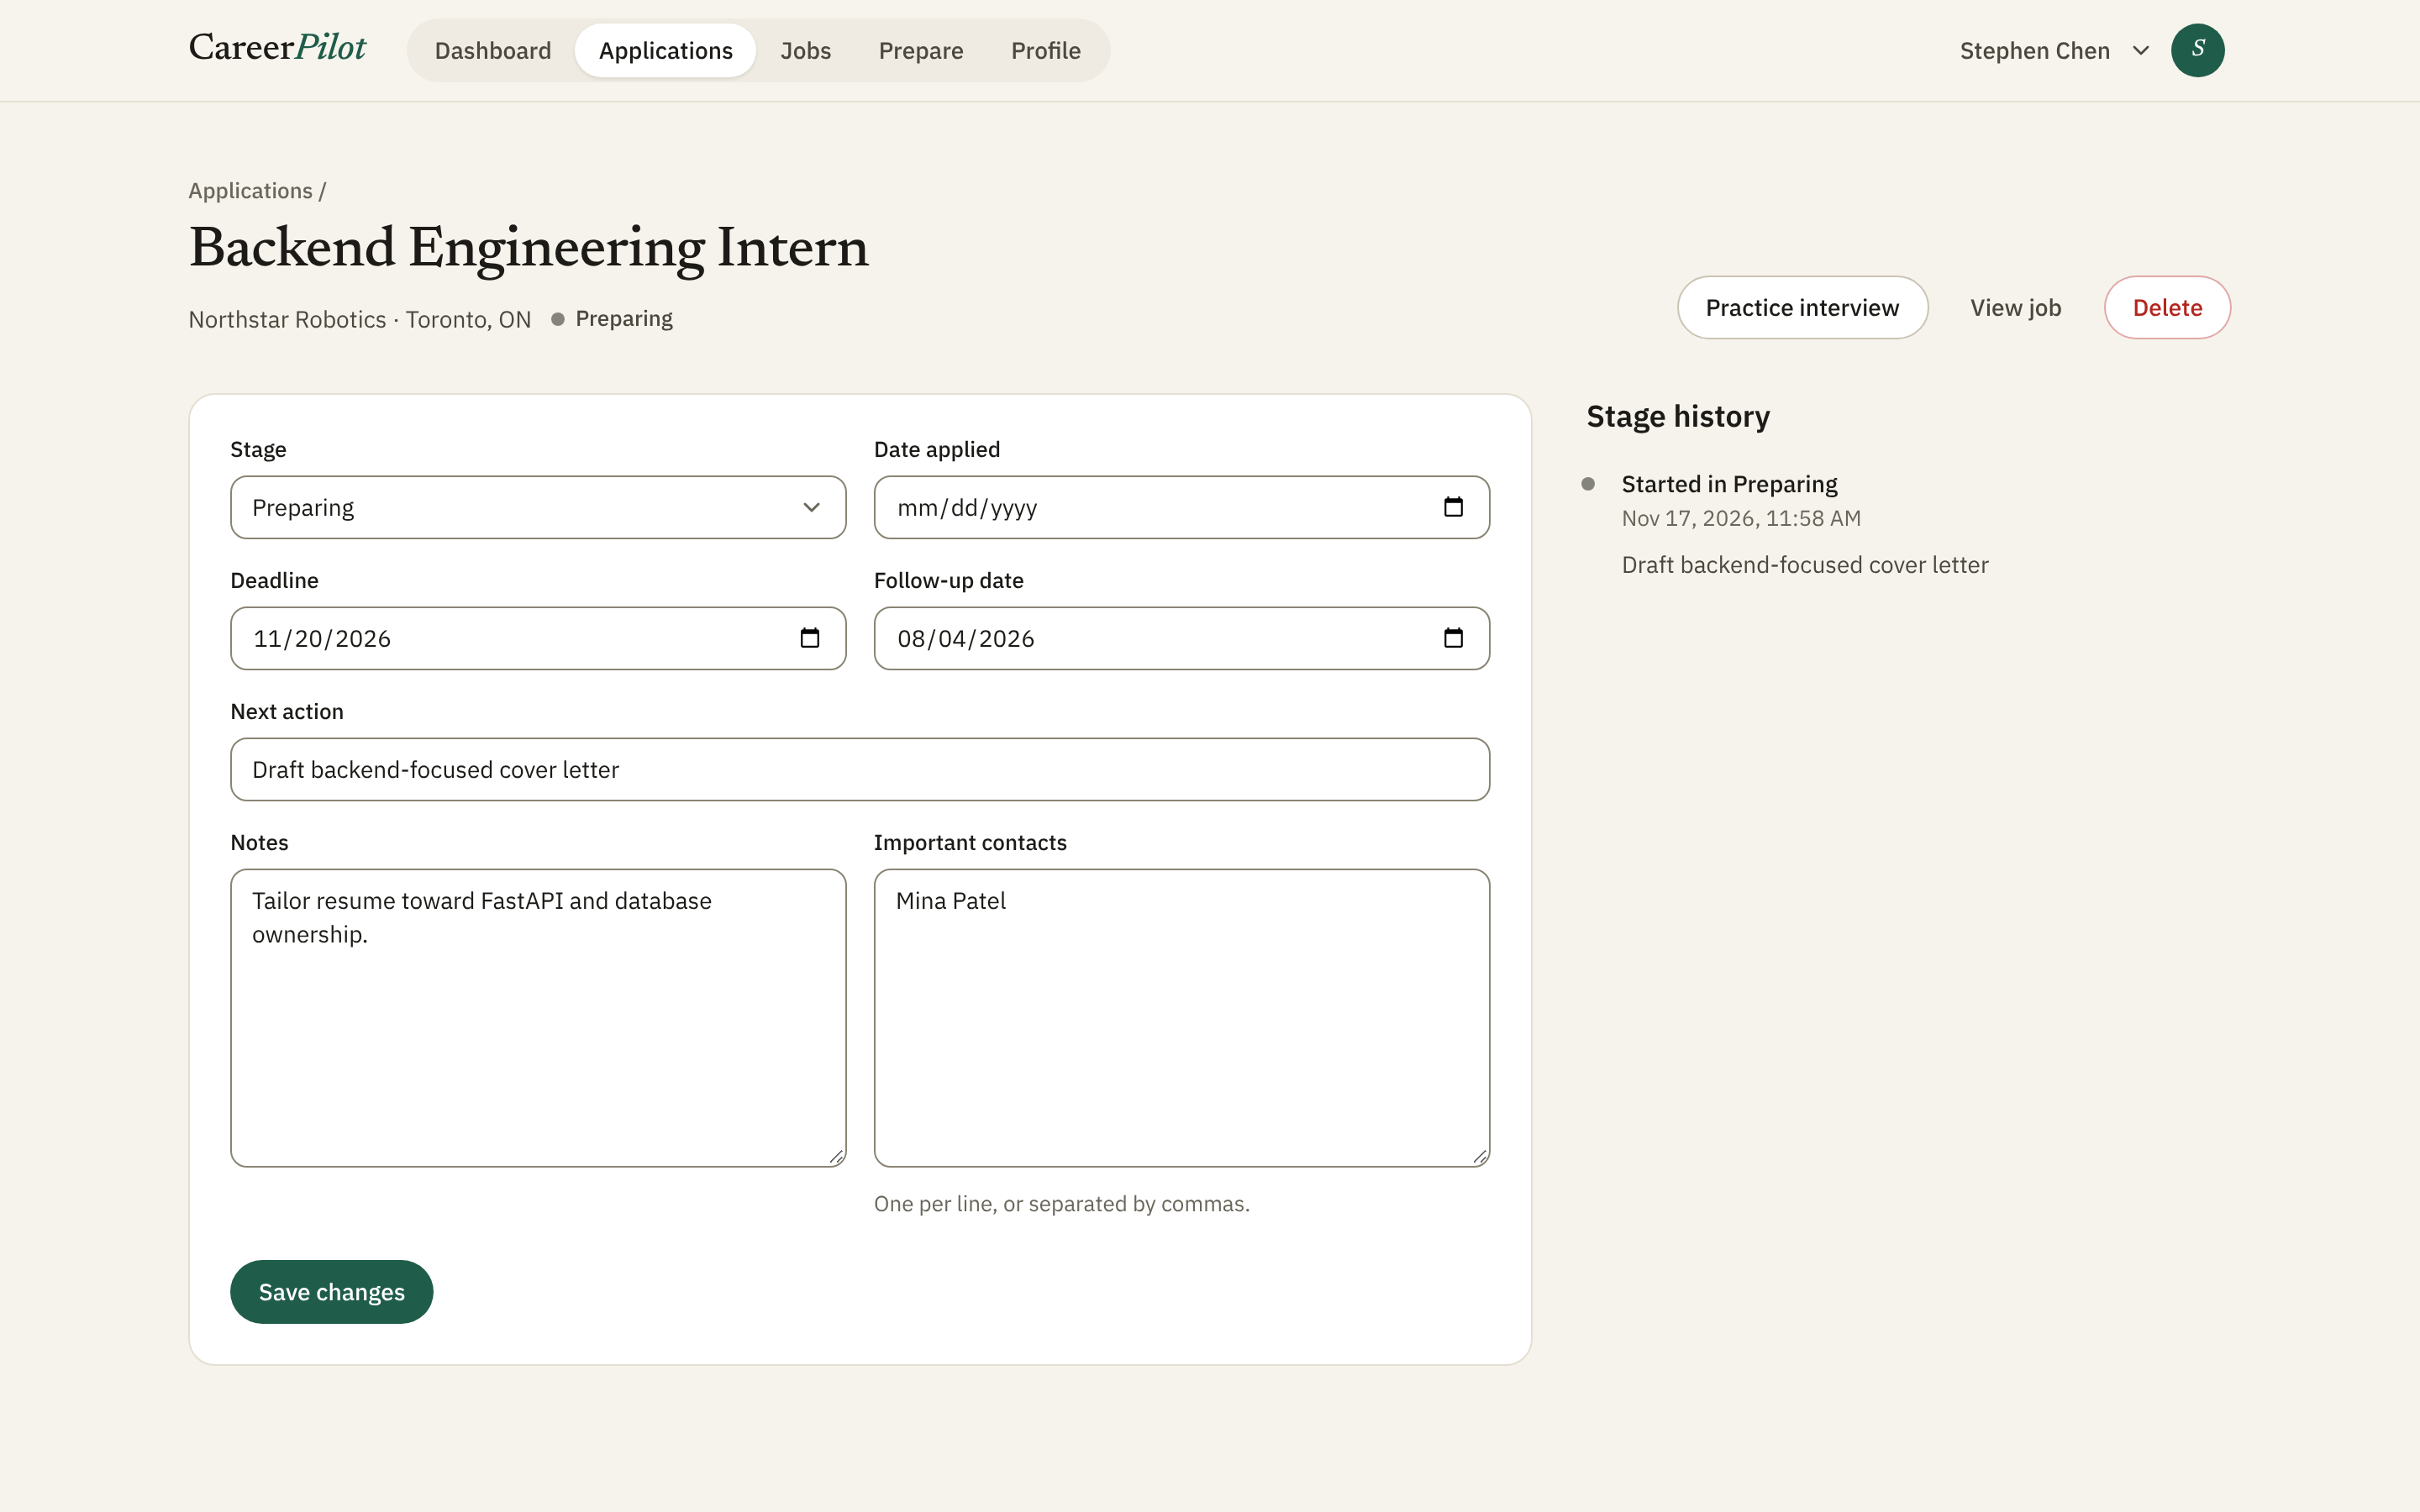 CareerPilot
Dashboard
Applications
Jobs
Prepare
Profile
Stephen Chen
S
Applications /
Backend Engineering Intern
Northstar Robotics · Toronto, ON
Preparing
Practice interview
View job
Delete
Stage
Preparing
Date applied
mm/dd/yyyy
Deadline
11/20/2026
Follow-up date
08/04/2026
Next action
Draft backend-focused cover letter
Notes
Tailor resume toward FastAPI and database
ownership.
Important contacts
Mina Patel
One per line, or separated by commas.
Save changes
Stage history
Started in Preparing
Nov 17, 2026, 11:58 AM
Draft backend-focused cover letter